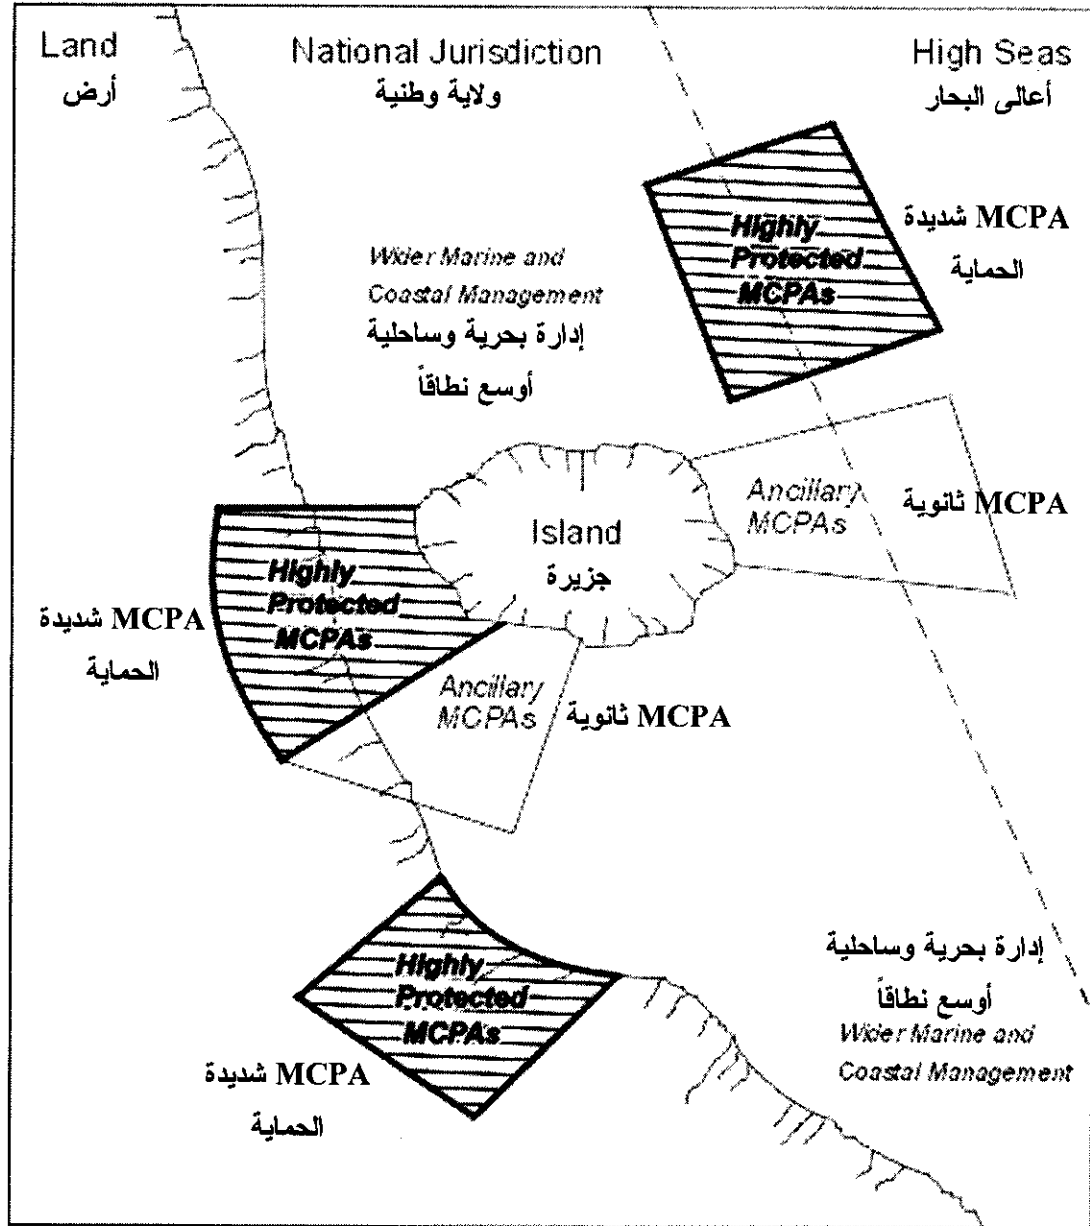 Land
أرض
National Jurisdiction
ولاية وطنية
High Seas
أعالى البحار
Highly
Protected
MCPAs
MCPA شديدة
الحماية
Wider Marine and
Coastal Management
إدارة بحرية وساحلية
أوسع نطاقاً
Ancillary
MCPAs
MCPA ثانوية
Island
جزيرة
Highly
Protected
MCPAs
MCPA شديدة
الحماية
Ancillary
MCPAs
MCPA ثانوية
Highly
Protected
MCPAs
MCPA شديدة
الحماية
إدارة بحرية وساحلية
أوسع نطاقاً
Wider Marine and
Coastal Management